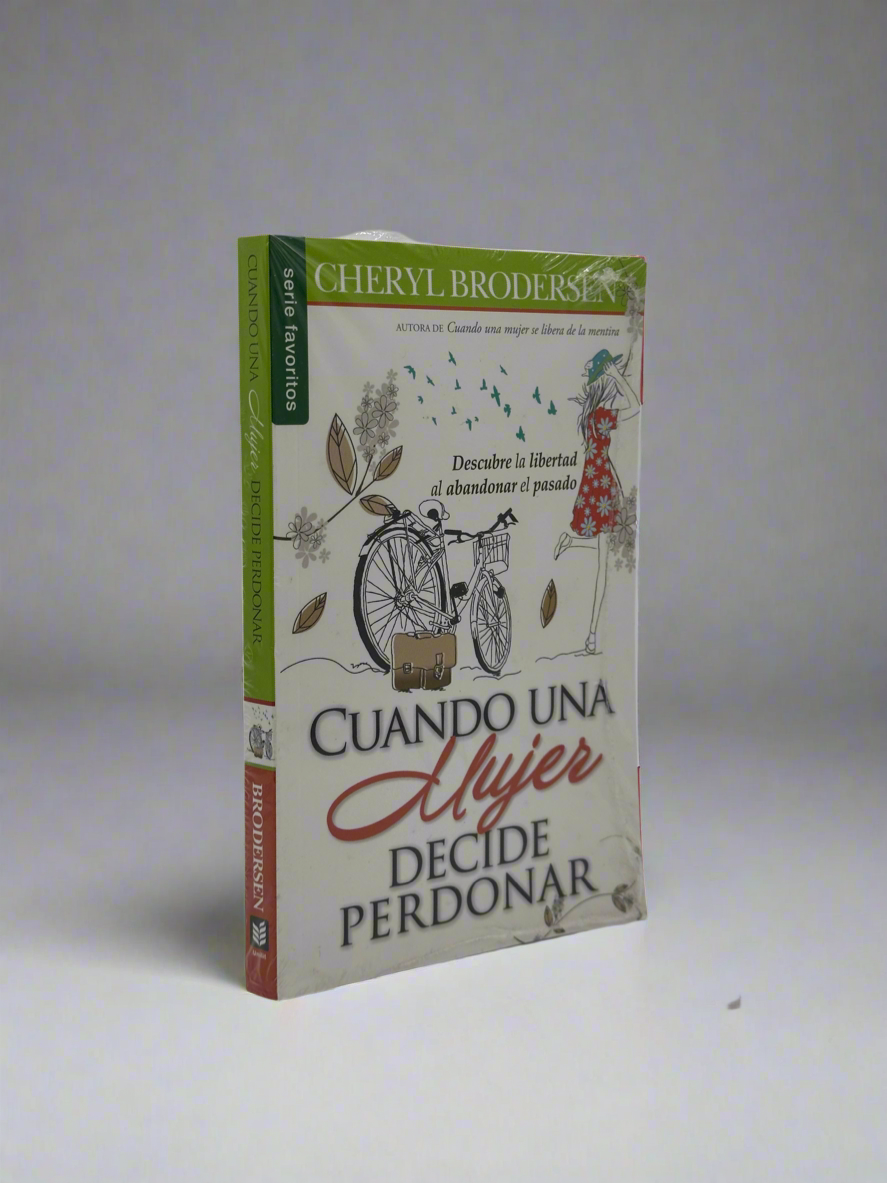 CUANDO UNA Mujer DECIDE PERDONAR
BRODERSEN
serie favoritos
CHERYL BRODERSEN
AUTORA DE Cuando una mujer se libera de la mentira
Descubre la libertad
al abandonar el pasado
CUANDO UNA
Mujer
DECIDE
PERDONAR